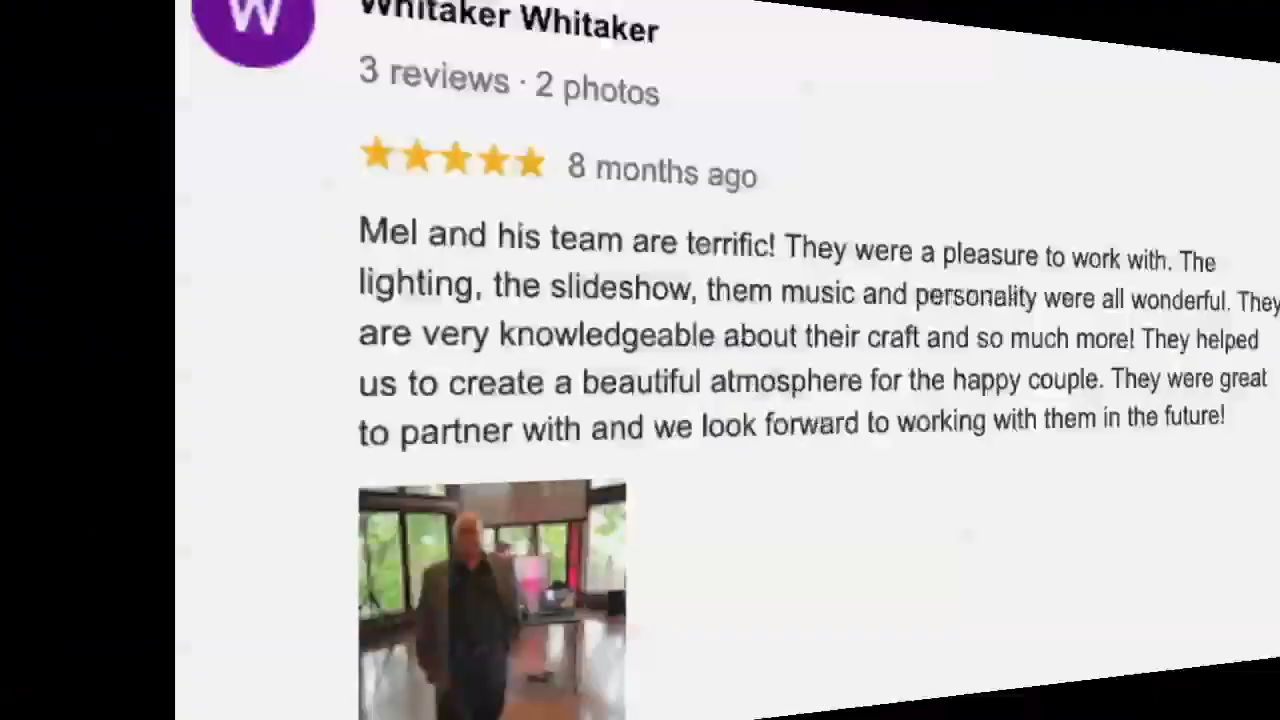 W
Whitaker Whitaker
3 reviews · 2 photos
8 months ago
Mel and his team are terrific! They were a pleasure to work with. The
lighting, the slideshow, them music and personality were all wonderful. They
are very knowledgeable about their craft and so much more! They helped
us to create a beautiful atmosphere for the happy couple. They were great
to partner with and we look forward to working with them in the future!